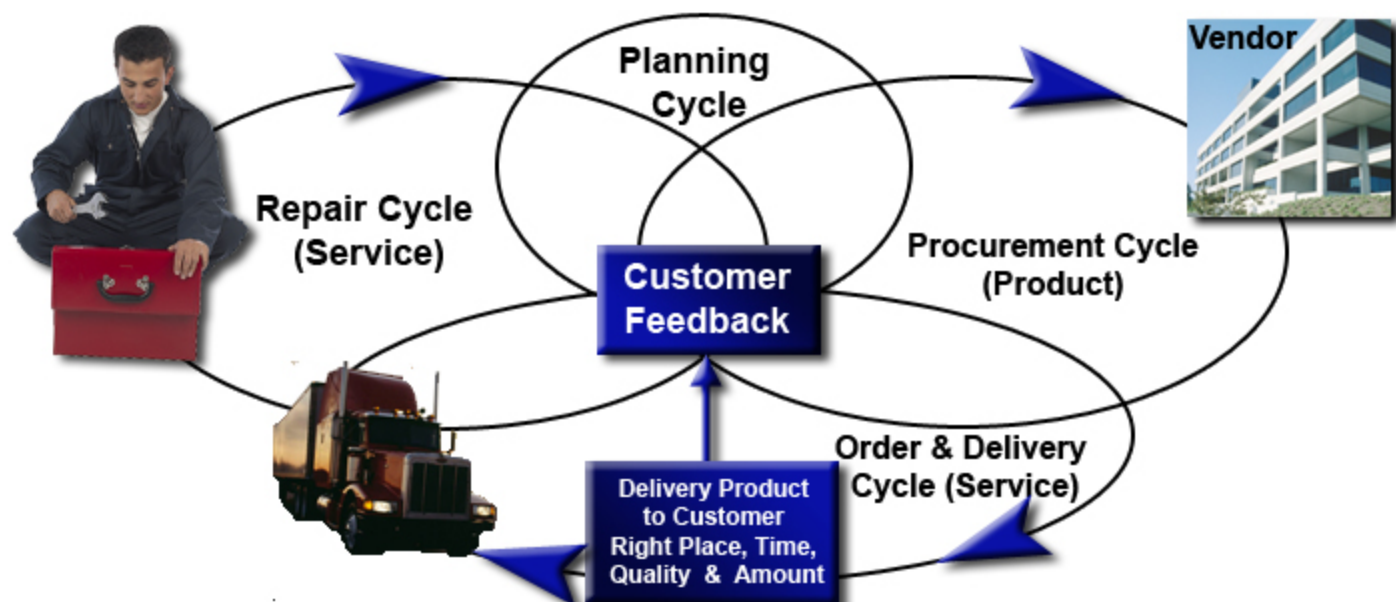 Planning
Cycle
Vendor
Repair Cycle
(Service)
Procurement Cycle
(Product)
Customer
Feedback
Order & Delivery
Cycle (Service)
Delivery Product
to Customer
Right Place, Time,
Quality & Amount